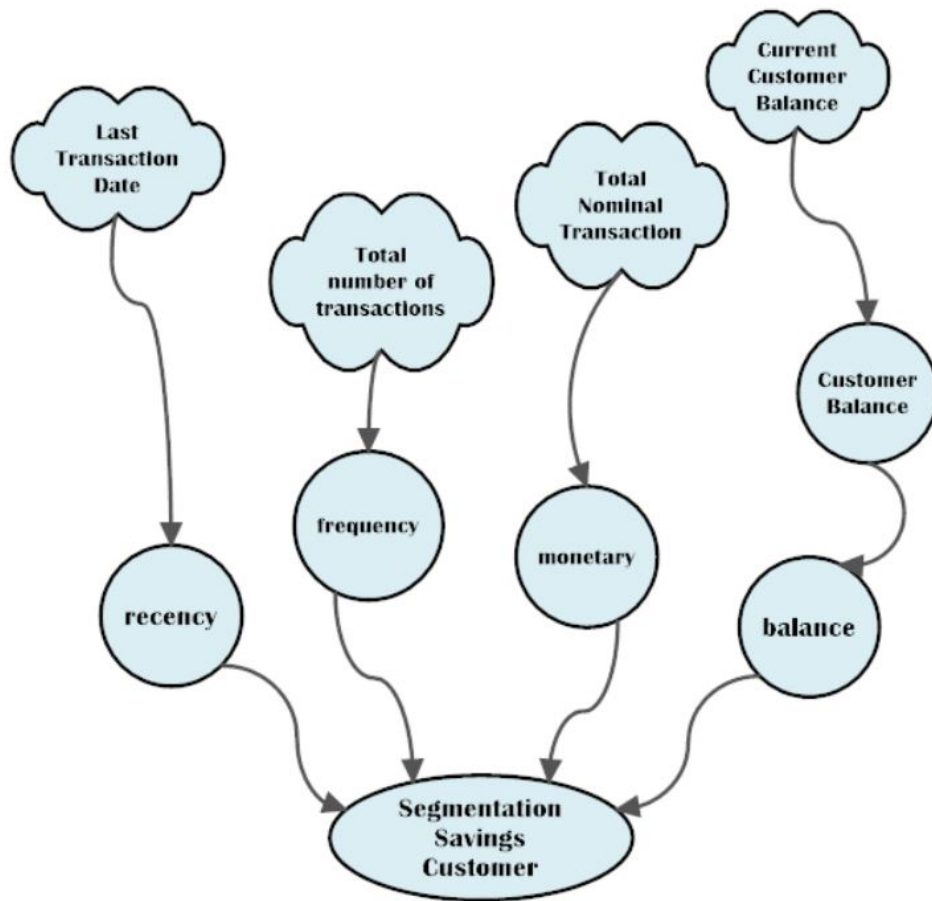 Current
Customer
Balance
Last
Transaction
Date
Total
Nominal
Transaction
Total
number of
transactions
Customer
Balance
frequency
monetary
recency
balance
Segmentation
Savings
Customer